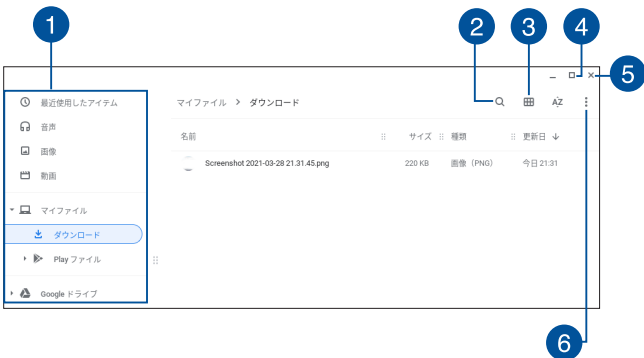 1
2
3
4
5
最近使用したアイテム
音声
画像
動画
マイファイル
ダウンロード
Play ファイル
Google ドライブ
マイファイル > ダウンロード
AZ
名前 サイズ 種類 更新日
Screenshot 2021-03-28 21.31.45.png 220 KB 画像（PNG） 今日 21:31
6